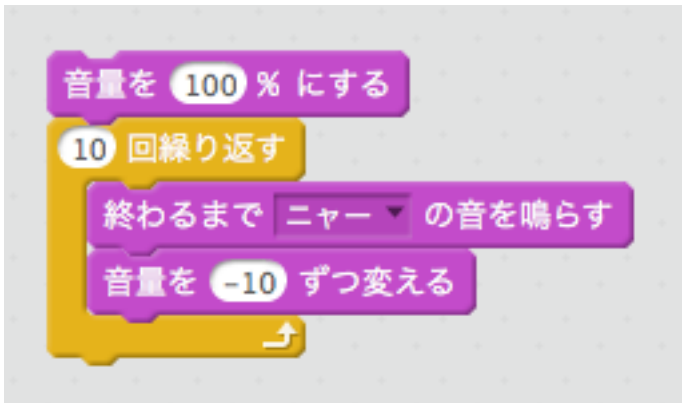 音量を 100 % にする
10 回繰り返す
終わるまで ニャー の音を鳴らす
音量を -10 ずつ変える